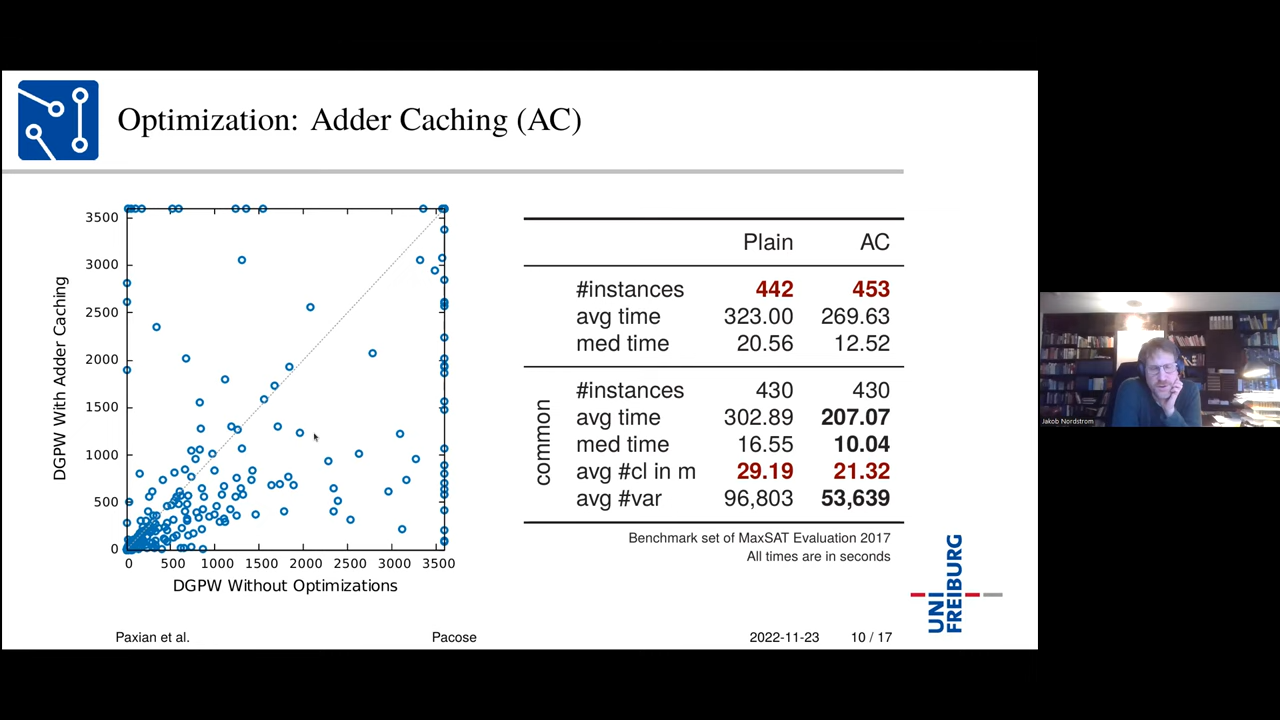 Optimization: Adder Caching (AC)
3500
3000
2500
2000
1500
1000
500
0
DGPW With Adder Caching
0 500 1000 1500 2000 2500 3000 3500
DGPW Without Optimizations
Plain AC
#instances 442 453
avg time 323.00 269.63
med time 20.56 12.52
common
#instances 430 430
avg time 302.89 207.07
med time 16.55 10.04
avg #cl in m 29.19 21.32
avg #var 96,803 53,639
Benchmark set of MaxSAT Evaluation 2017
All times are in seconds
UNI
FREIBURG
Paxian et al. Pacose 2022-11-23 10 / 17
Jakob Nordstrom